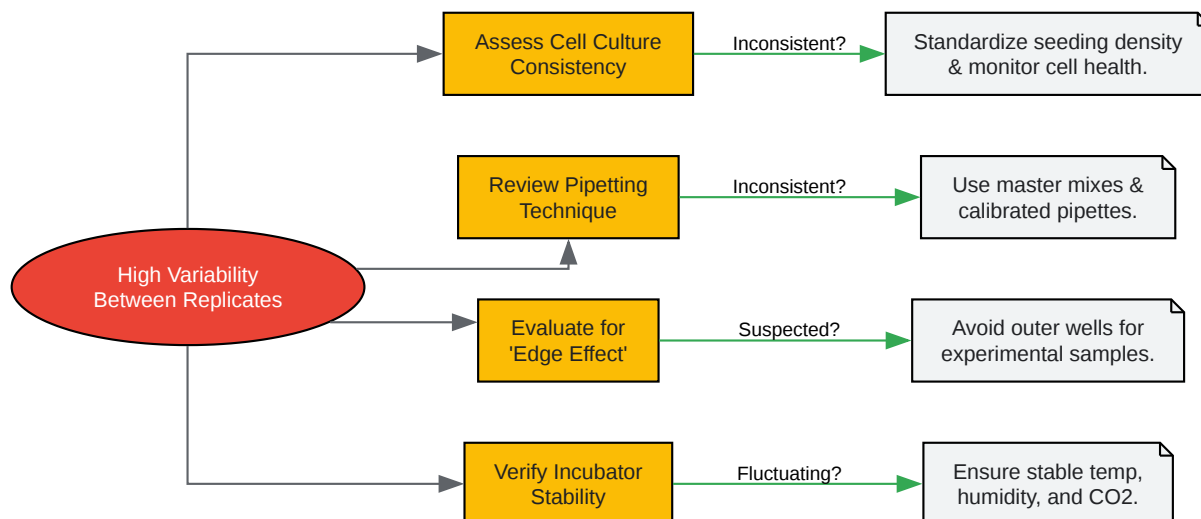 Assess Cell Culture
Consistency
Inconsistent?
Standardize seeding density
& monitor cell health.
Review Pipetting
Technique
Inconsistent?
Use master mixes &
calibrated pipettes.
High Variability
Between Replicates
Evaluate for
'Edge Effect'
Suspected?
Avoid outer wells for
experimental samples.
Verify Incubator
Stability
Fluctuating?
Ensure stable temp,
humidity, and CO2.